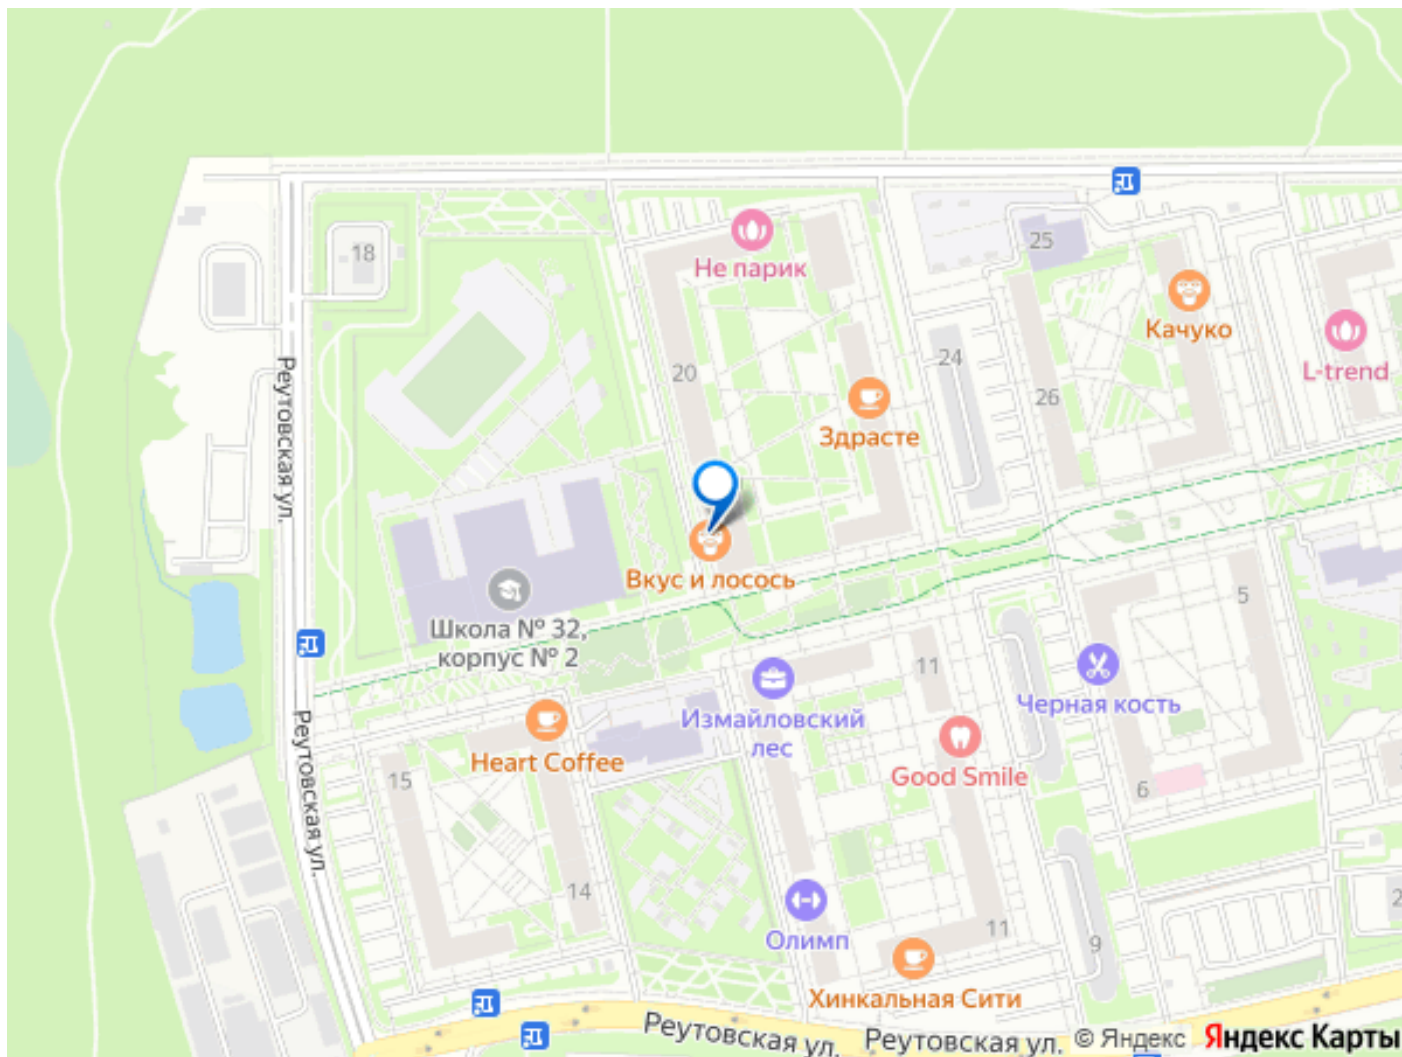 Не парик
18
25
Качуко
L-trend
20
24
26
Здрасте
Реутовская ул.
Вкус и лосось
Школа № 32,
корпус № 2
5
11
Черная кость
Измайловский
лес
Good Smile
Heart Coffee
15
6
Реутовская ул.
14
Олимп
11
9
2
Хинкальная Сити
Реутовская ул.
Реутовская ул.
© Яндекс Яндекс Карты